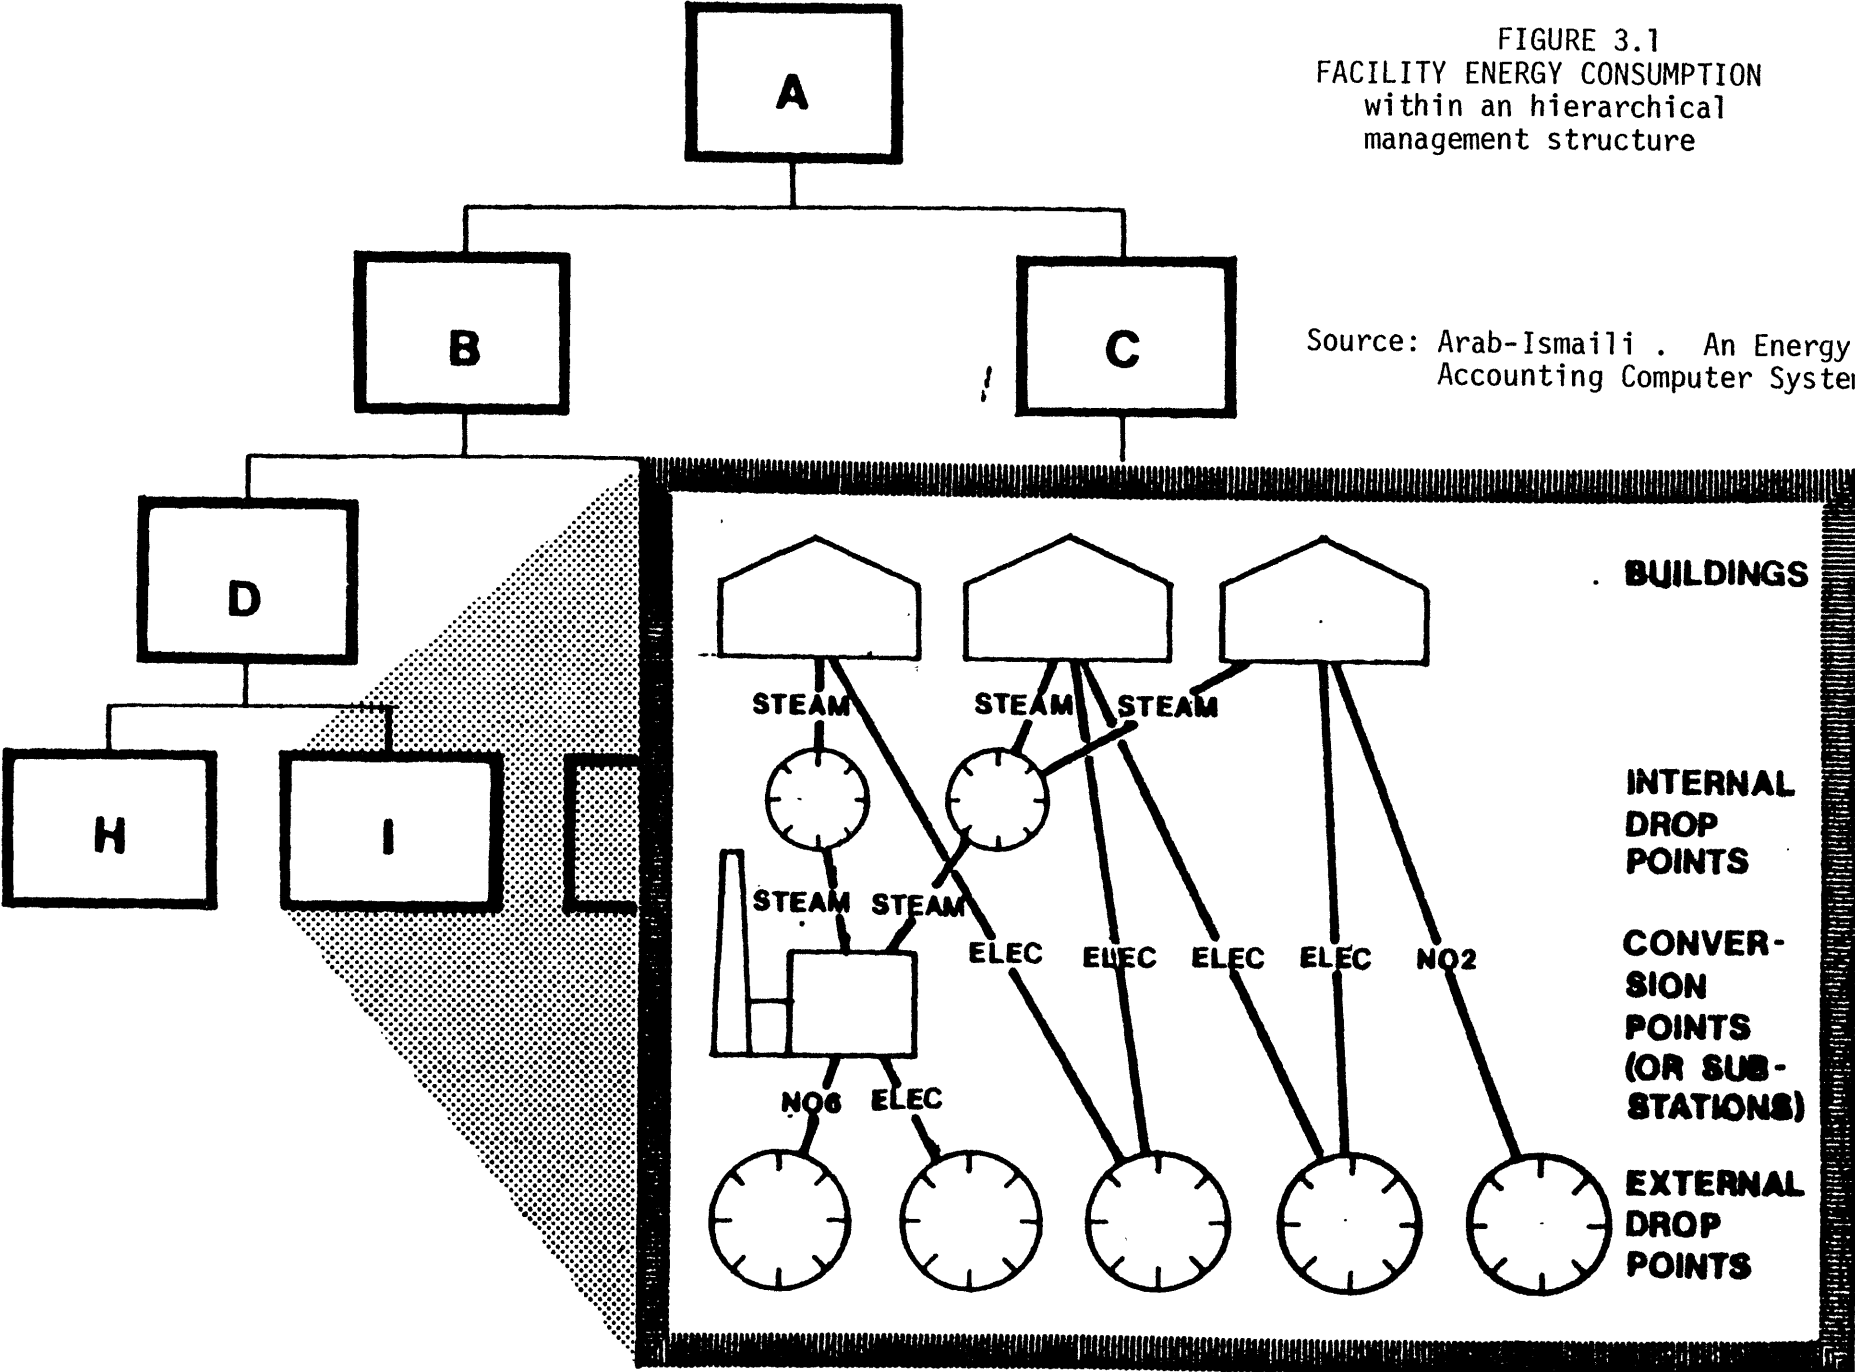 FIGURE 3.1
FACILITY ENERGY CONSUMPTION
within an hierarchical
management structure
A
B
C
Source: Arab-Ismaili . An Energy
Accounting Computer System
D
H
I
BUILDINGS
STEAM
STEAM
STEAM
INTERNAL
DROP
POINTS
STEAM
STEAM
ELEC
ELEC
ELEC
ELEC
NO2
CONVER-
SION
POINTS
(OR SUB-
STATIONS)
NO6
ELEC
EXTERNAL
DROP
POINTS